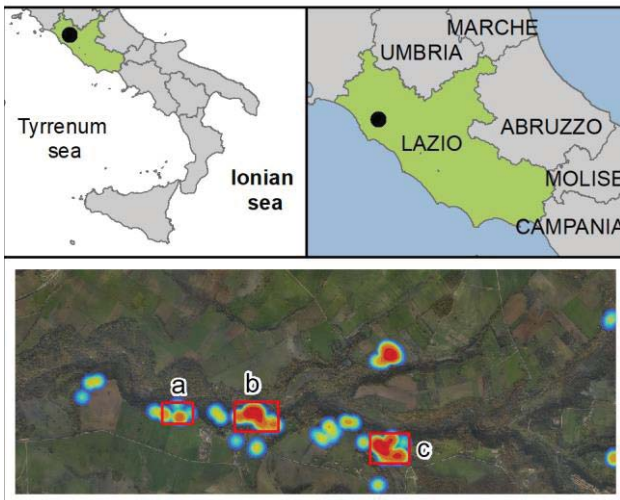 Tyrrenum
sea
Ionian
sea
MARCHE
UMBRIA
LAZIO
ABRUZZO
MOLISE
CAMPANIA
a
b
c